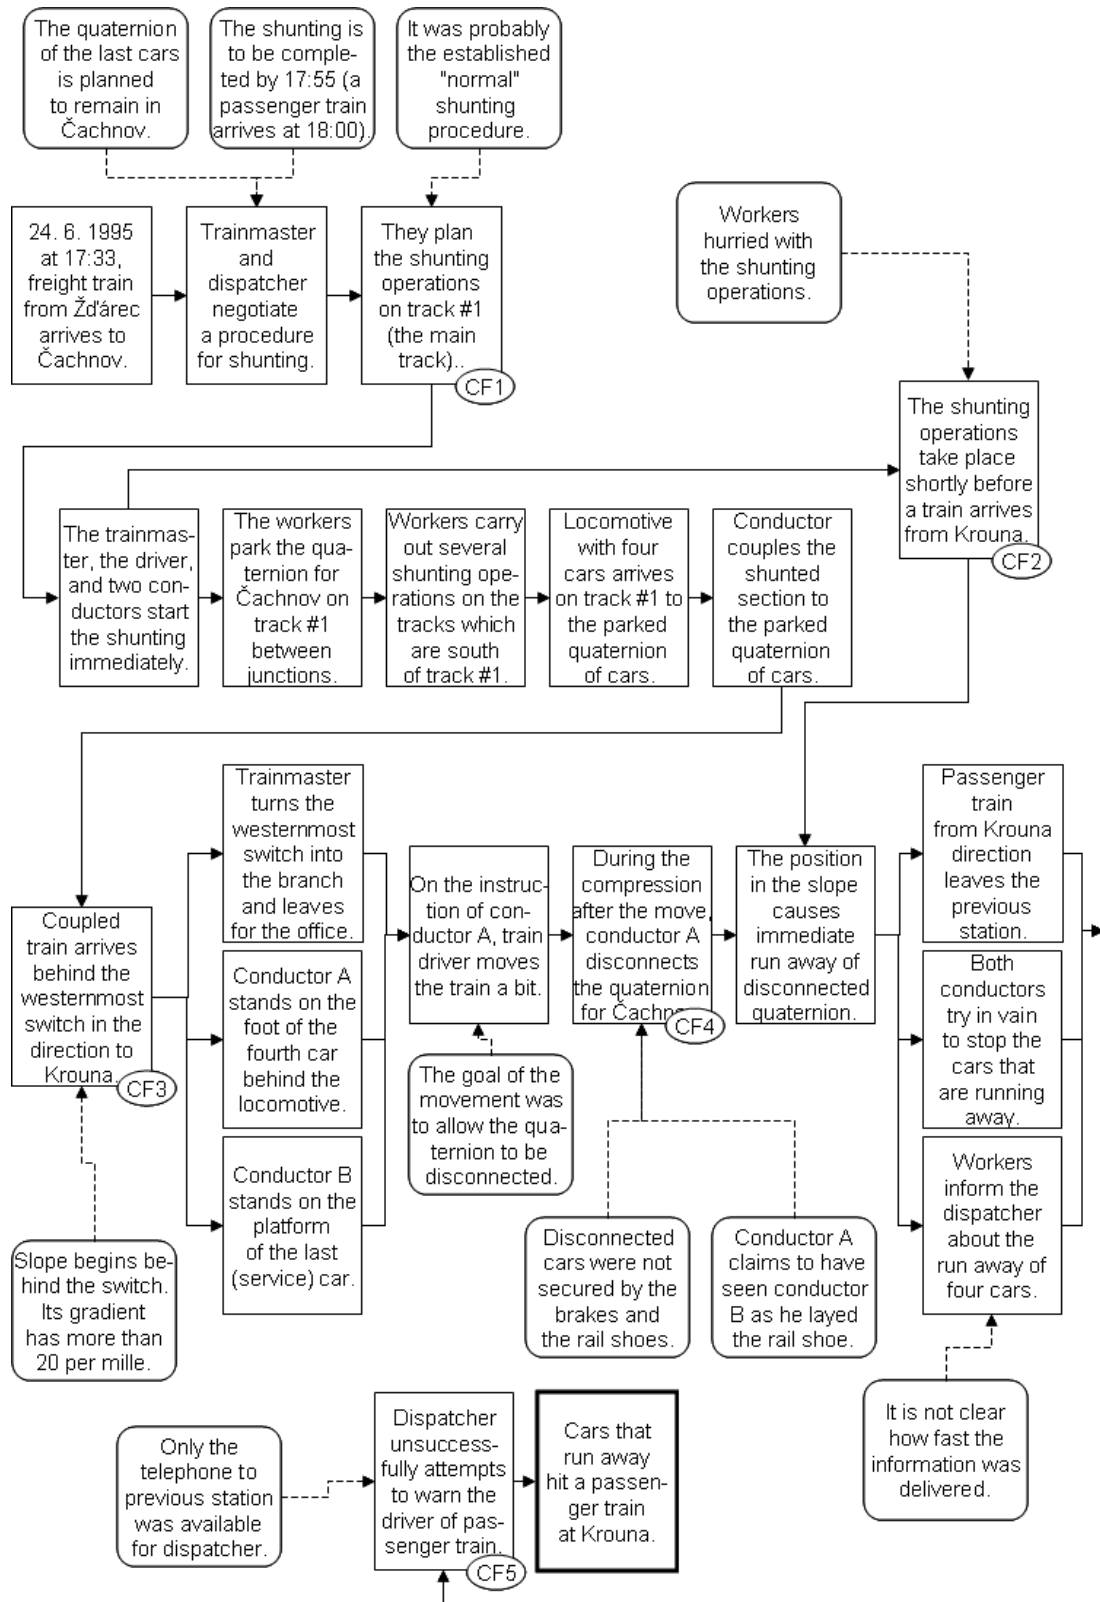 The quaternion
of the last cars
is planned
to remain in
Čachnov.
The shunting is
to be comple-
ted by 17:55 (a
passenger train
arrives at 18:00).
It was probably
the established
"normal"
shunting
procedure.
Workers
hurried with
the shunting
operations.
24. 6. 1995
at 17:33,
freight train
from Žďárec
arrives to
Čachnov.
Trainmaster
and
dispatcher
negotiate
a procedure
for shunting.
They plan
the shunting
operations
on track #1
(the main
track)..
CF1
The shunting
operations
take place
shortly before
a train arrives
from Krouna.
CF2
The trainmas-
ter, the driver,
and two con-
ductors start
the shunting
immediately.
The workers
park the qua-
ternion for
Čachnov on
track #1
between
junctions.
Workers carry
out several
shunting ope-
rations on the
tracks which
are south
of track #1.
Locomotive
with four
cars arrives
on track #1 to
the parked
quaternion
of cars.
Conductor
couples the
shunted
section to
the parked
quaternion
of cars.
Coupled
train arrives
behind the
westernmost
switch in the
direction to
Krouna.
CF3
Trainmaster
turns the
westernmost
switch into
the branch
and leaves
for the office.
Conductor A
stands on the
foot of the
fourth car
behind the
locomotive.
Conductor B
stands on the
platform
of the last
(service) car.
On the instruc-
tion of con-
ductor A, train
driver moves
the train a bit.
During the
compression
after the move,
conductor A
disconnects
the quaternion
for
CF4
The position
in the slope
causes
immediate
run away of
disconnected
quaternion.
Passenger
train
from Krouna
direction
leaves the
previous
station.
Both
conductors
try in vain
to stop the
cars that
are running
away.
Workers
inform the
dispatcher
about the
run away of
four cars.
Slope begins be-
hind the switch.
Its gradient
has more than
20 per mille.
The goal of the
movement was
to allow the qua-
ternion to be
disconnected.
Disconnected
cars were not
secured by the
brakes and
the rail shoes.
Conductor A
claims to have
seen conductor
B as he layed
the rail shoe.
It is not clear
how fast the
information was
delivered.
Only the
telephone to
previous station
was available
for dispatcher.
Dispatcher
unsuccess-
fully attempts
to warn the
driver of pas-
senger train.
CF5
Cars that
run away
hit a passen-
ger train
at Krouna.